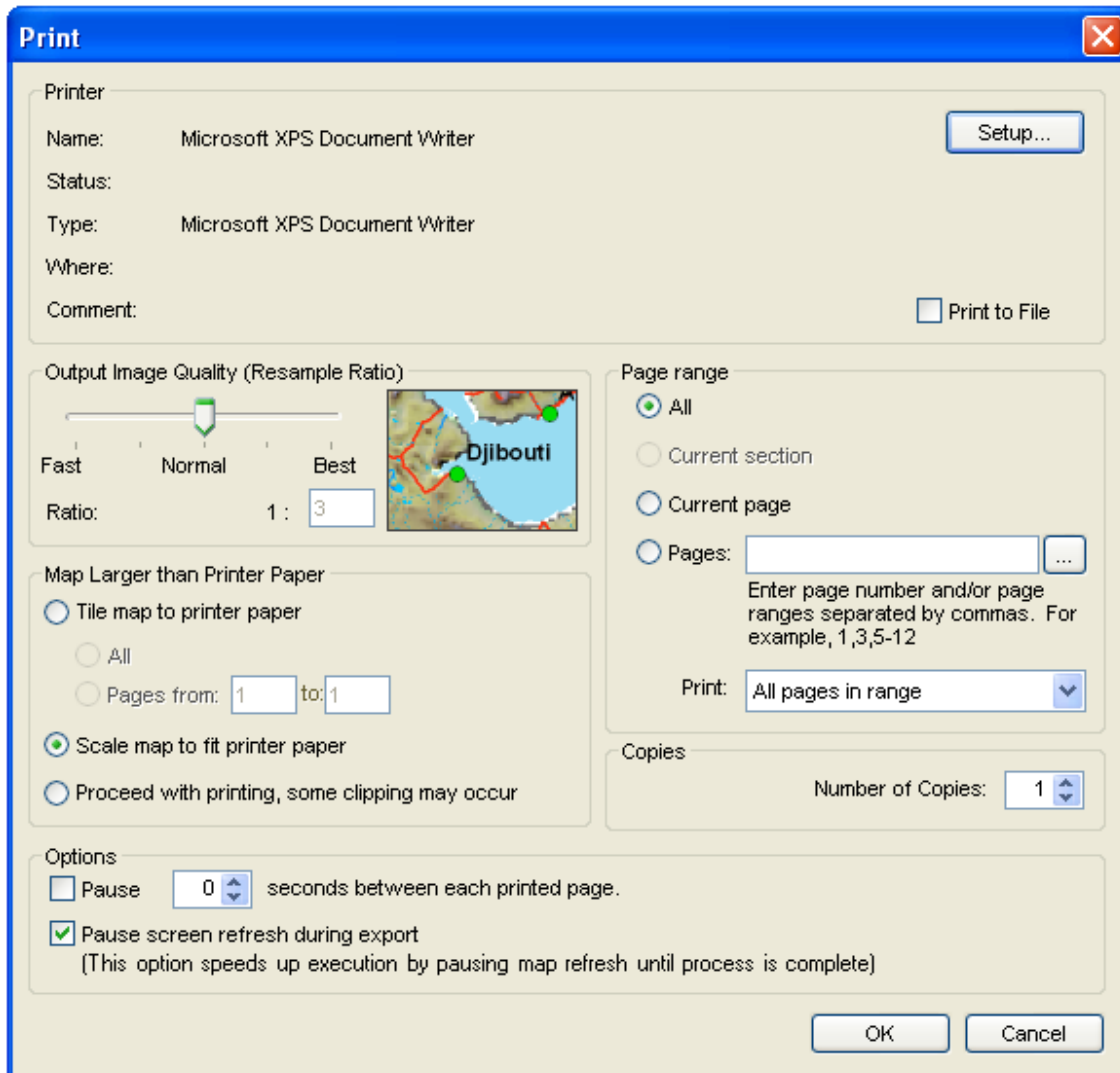 Print
Printer
Name: Microsoft XPS Document Writer
Setup...
Status:
Type: Microsoft XPS Document Writer
Where:
Comment:
Print to File
Output Image Quality (Resample Ratio)
Fast Normal Best
Ratio: 1 : 3
Djibouti
Map Larger than Printer Paper
Tile map to printer paper
All
Pages from: 1 to: 1
Scale map to fit printer paper
Proceed with printing, some clipping may occur
Page range
All
Current section
Current page
Pages: ...
Enter page number and/or page
ranges separated by commas. For
example, 1,3,5-12
Print: All pages in range
Copies
Number of Copies: 1
Options
Pause 0 seconds between each printed page.
Pause screen refresh during export
(This option speeds up execution by pausing map refresh until process is complete)
OK Cancel